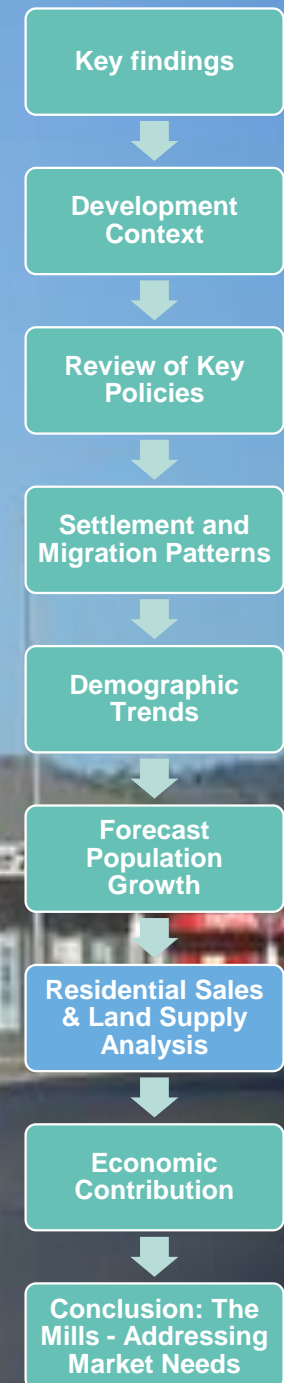 Key findings
Development
Context
Review of Key
Policies
Settlement and
Migration Patterns
Demographic
Trends
Forecast
Population
Growth
Residential Sales
& Land Supply
Analysis
Economic
Contribution
Conclusion: The
Mills - Addressing
Market Needs